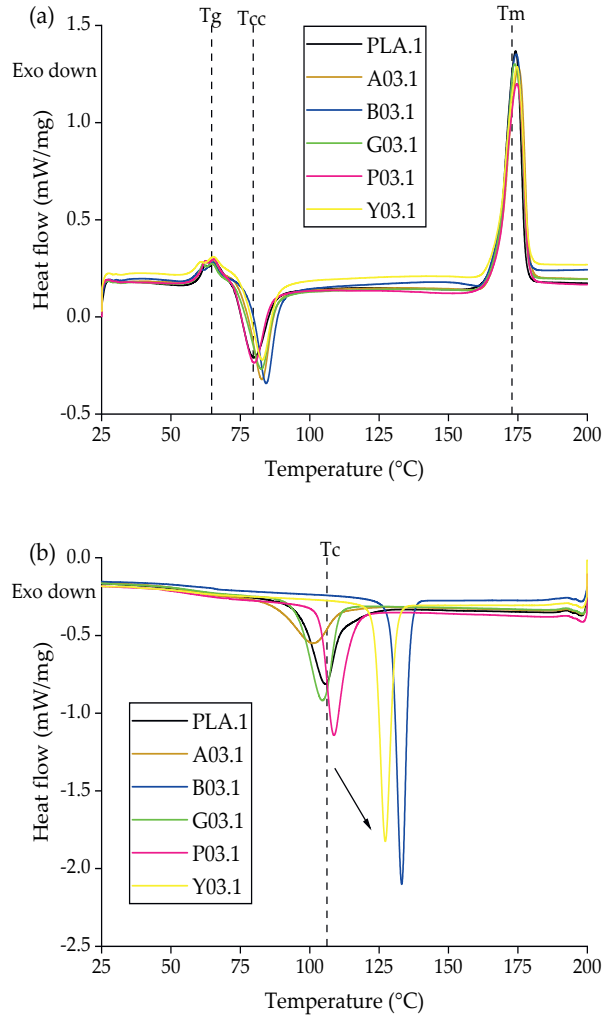 (a)
Tg
Tcc
Tm
1.5
Exo down
1.0
0.5
0.0
-0.5
Heat flow (mW/mg)
PLA.1
A03.1
B03.1
G03.1
P03.1
Y03.1
25
50
75
100
125
150
175
200
Temperature (°C)
(b)
Tc
0.0
Exo down
-0.5
-1.0
-1.5
-2.0
-2.5
Heat flow (mW/mg)
PLA.1
A03.1
B03.1
G03.1
P03.1
Y03.1
25
50
75
100
125
150
175
200
Temperature (°C)